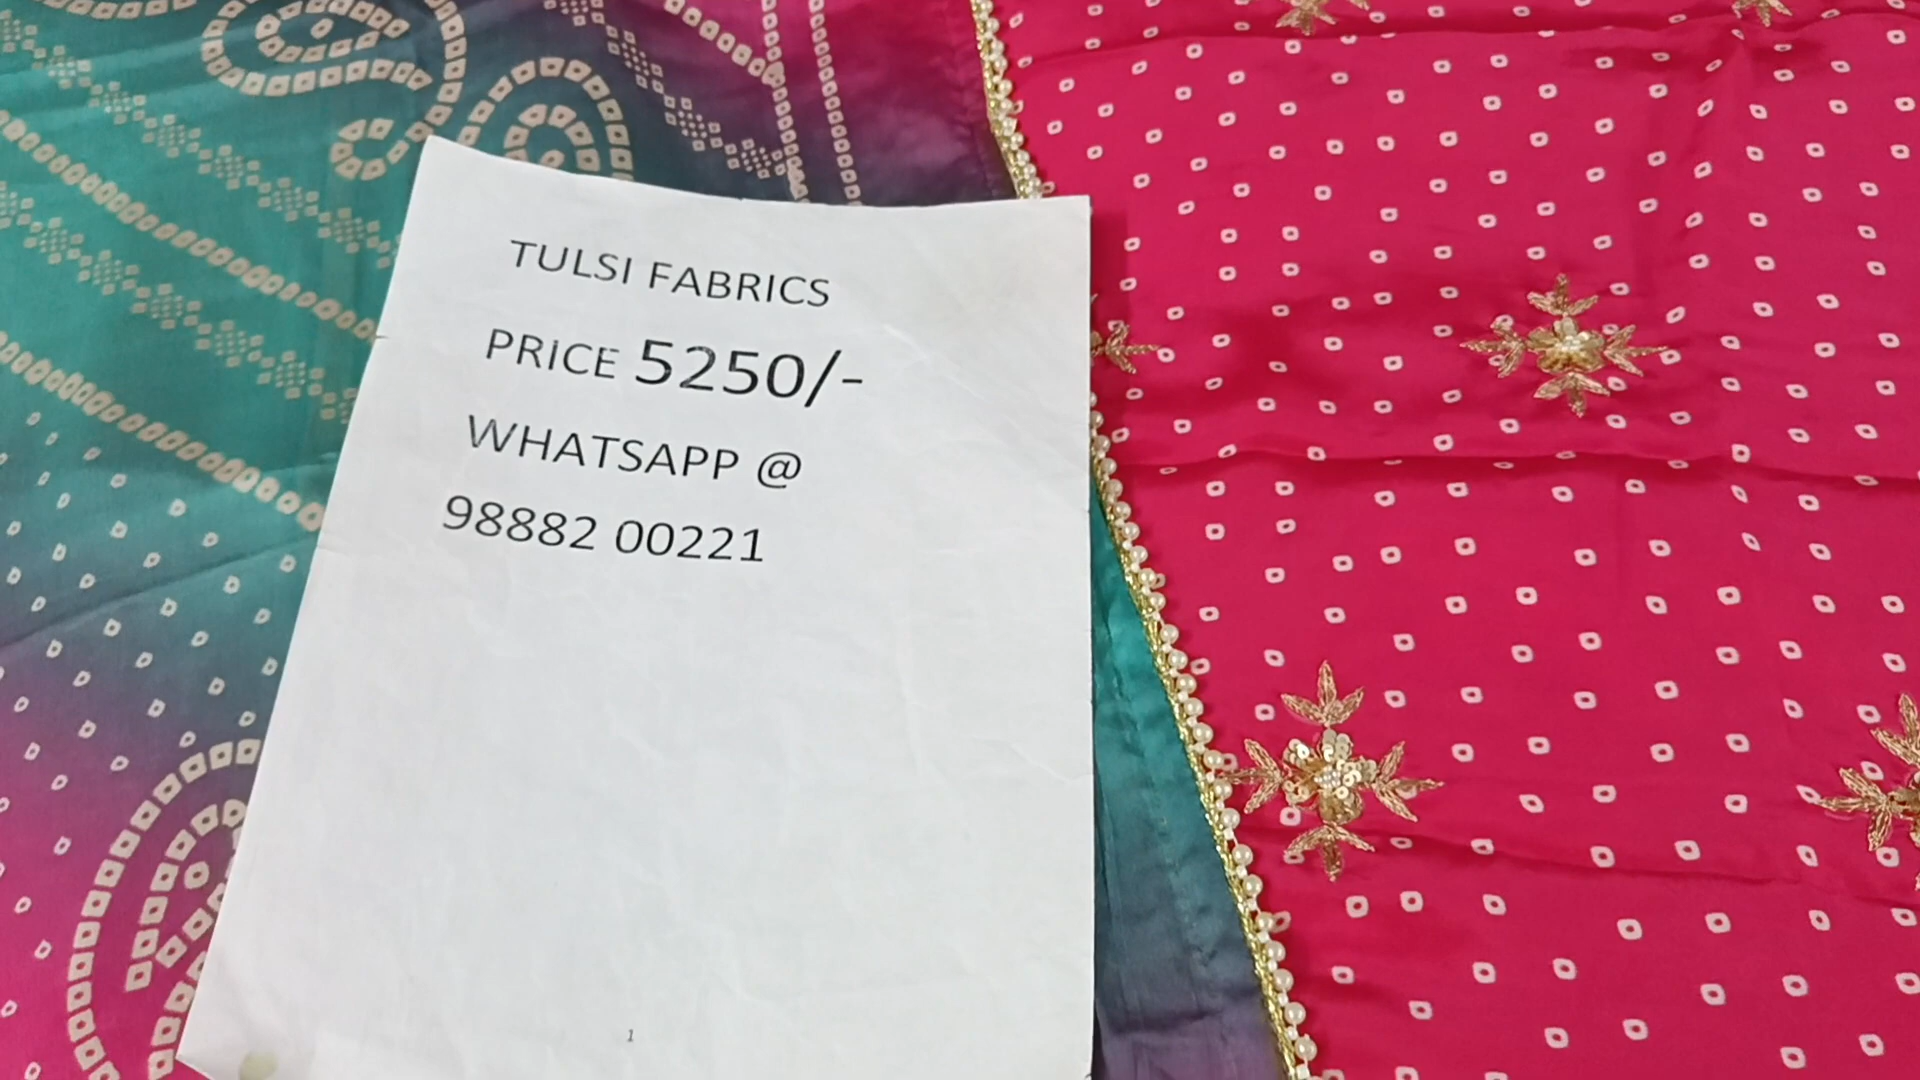 TULSI FABRICS
PRICE 5250/-
WHATSAPP @
98882 00221
1